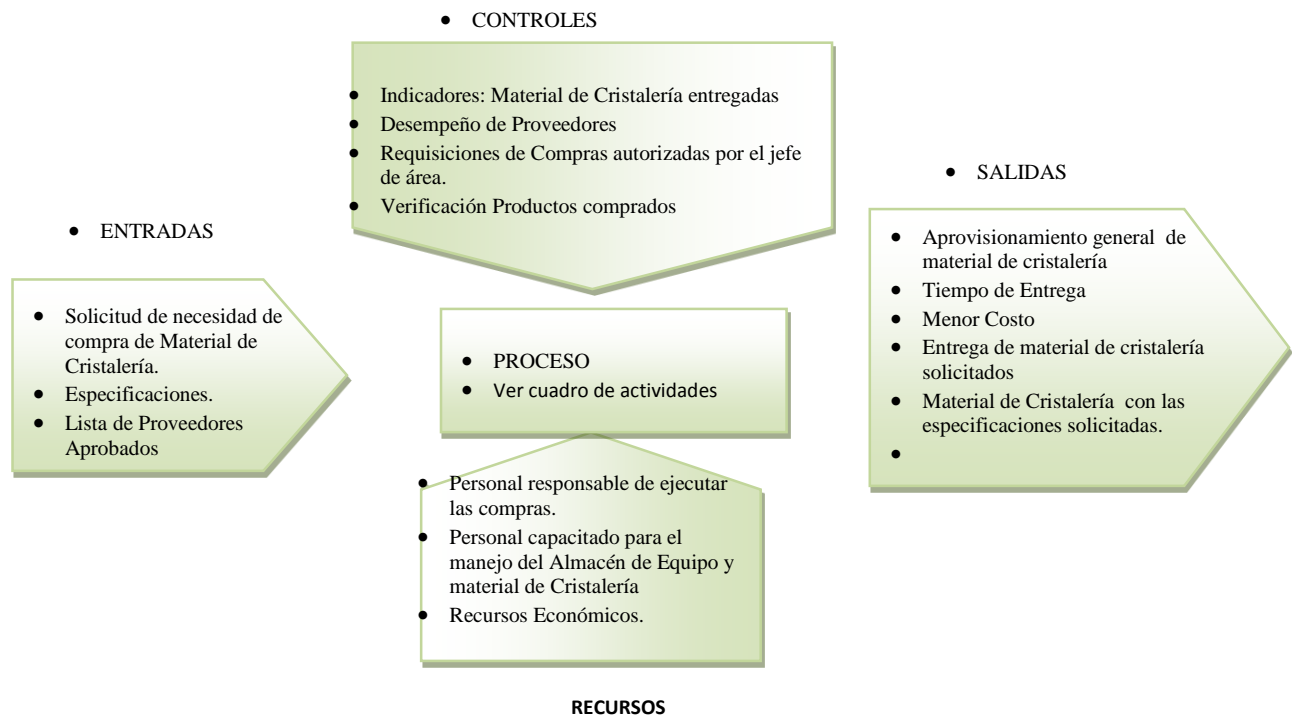 • CONTROLES
• Indicadores: Material de Cristalería entregadas
• Desempeño de Proveedores
• Requisiciones de Compras autorizadas por el jefe
de área.
• Verificación Productos comprados
• ENTRADAS
• Solicitud de necesidad de
compra de Material de
Cristalería.
• Especificaciones.
• Lista de Proveedores
Aprobados
• PROCESO
• Ver cuadro de actividades
• SALIDAS
• Aprovisionamiento general de
material de cristalería
• Tiempo de Entrega
• Menor Costo
• Entrega de material de cristalería
solicitados
• Material de Cristalería con las
especificaciones solicitadas.
•
• Personal responsable de ejecutar
las compras.
• Personal capacitado para el
manejo del Almacén de Equipo y
material de Cristalería
• Recursos Económicos.
RECURSOS